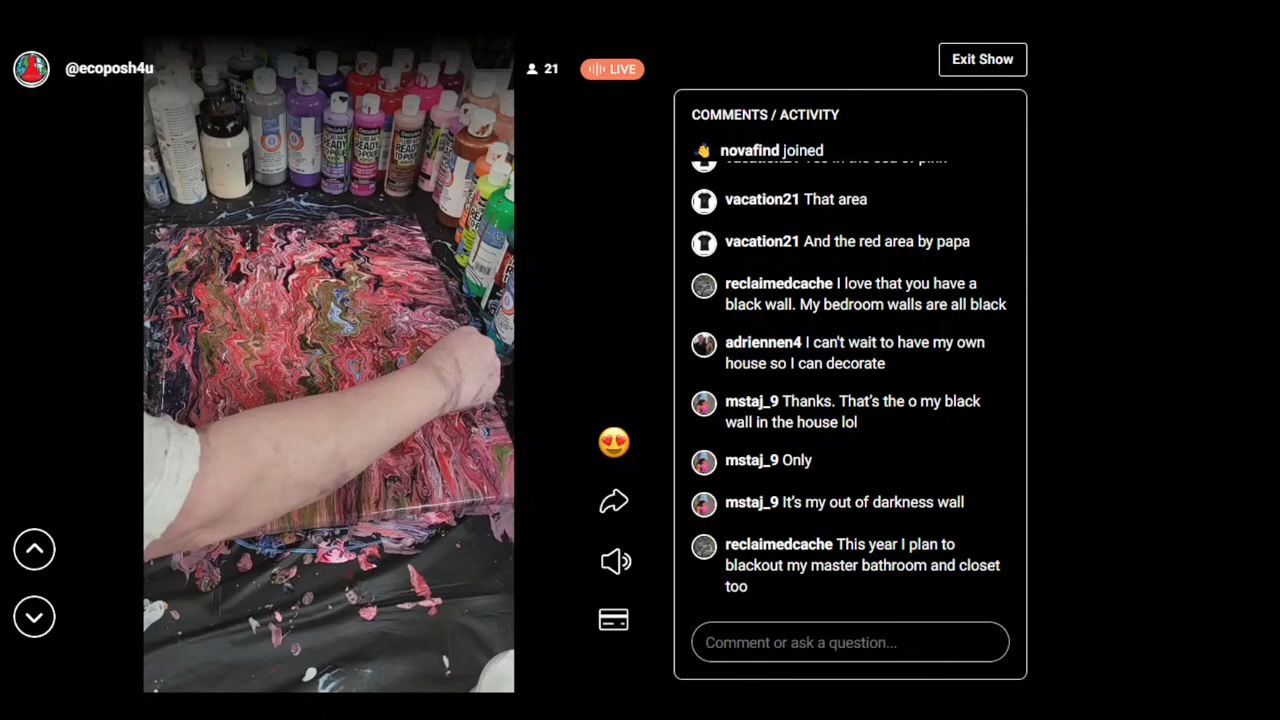 @ecoposh4u
21
LIVE
Exit Show
COMMENTS / ACTIVITY
novafind joined
vacation21 That area
vacation21 And the red area by papa
reclaimedcache I love that you have a
black wall. My bedroom walls are all black
adriennen4 I can't wait to have my own
house so I can decorate
mstaj_9 Thanks. That's the o my black
wall in the house lol
mstaj_9 Only
mstaj_9 It's my out of darkness wall
reclaimedcache This year I plan to
blackout my master bathroom and closet
too
Comment or ask a question...
READY
READY